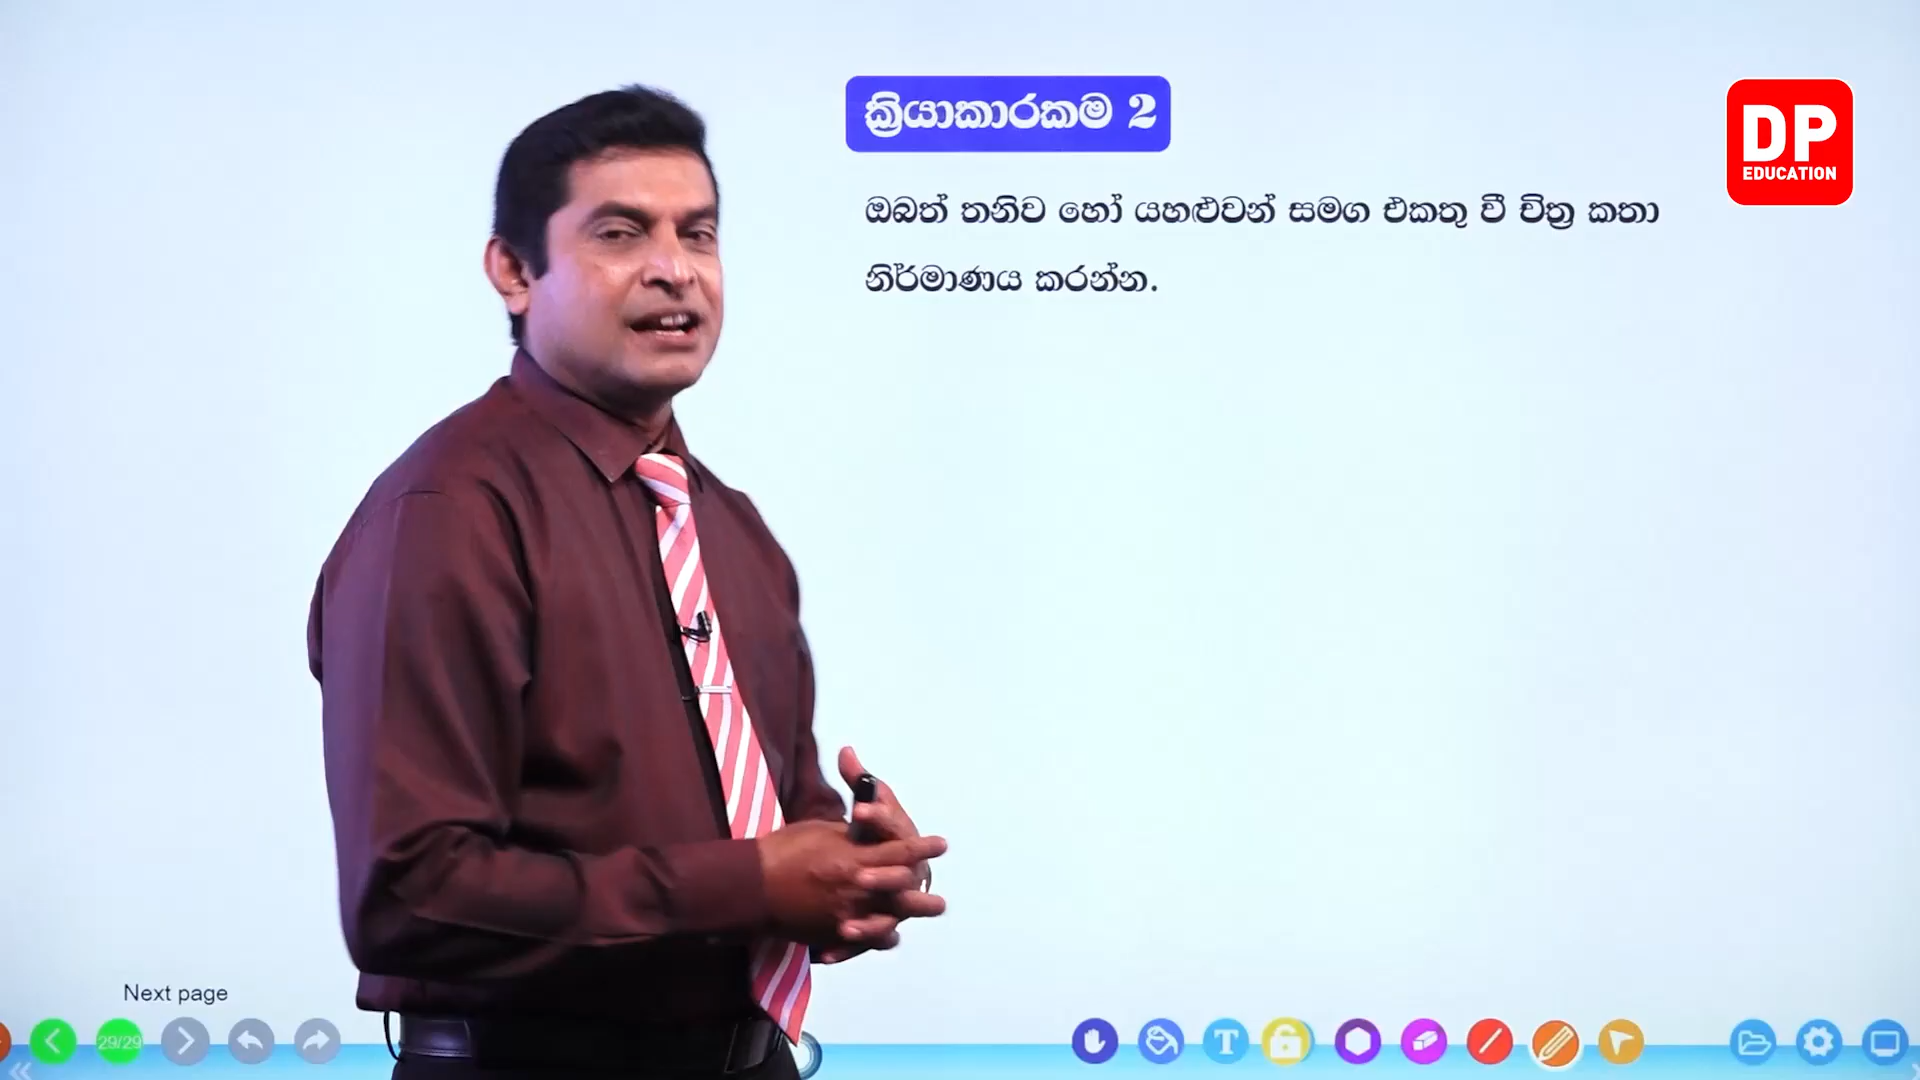 ක්‍රියාකාරකම 2
DP
EDUCATION
ඔබත් තනිව හෝ යහළුවන් සමග එකතු වී චිත්‍ර කතා
නිර්මාණය කරන්න.
Next page
29/29
T